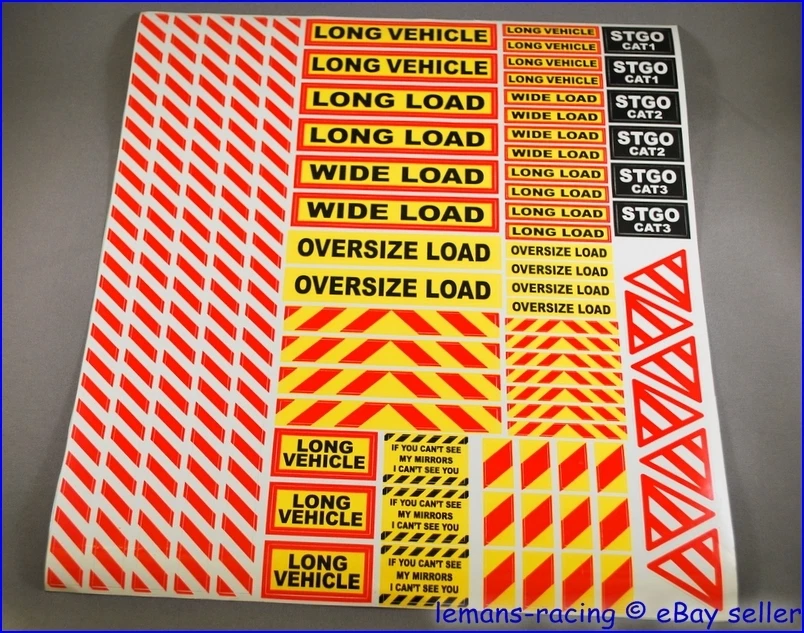 LONG VEHICLE
LONG VEHICLE
LONG LOAD
LONG LOAD
WIDE LOAD
WIDE LOAD
OVERSIZE LOAD
OVERSIZE LOAD
LONG VEHICLE
LONG VEHICLE
LONG VEHICLE
LONG VEHICLE
WIDE LOAD
WIDE LOAD
WIDE LOAD
WIDE LOAD
LONG LOAD
LONG LOAD
LONG LOAD
LONG LOAD
OVERSIZE LOAD
OVERSIZE LOAD
OVERSIZE LOAD
OVERSIZE LOAD
STGO
CAT1
STGO
CAT1
STGO
CAT2
STGO
CAT2
STGO
CAT3
STGO
CAT3
LONG
VEHICLE
LONG
VEHICLE
LONG
VEHICLE
IF YOU CAN'T SEE
MY MIRRORS
I CAN'T SEE YOU
IF YOU CAN'T SEE
MY MIRRORS
I CAN'T SEE YOU
IF YOU CAN'T SEE
MY MIRRORS
I CAN'T SEE YOU
lemans-racing © eBay seller